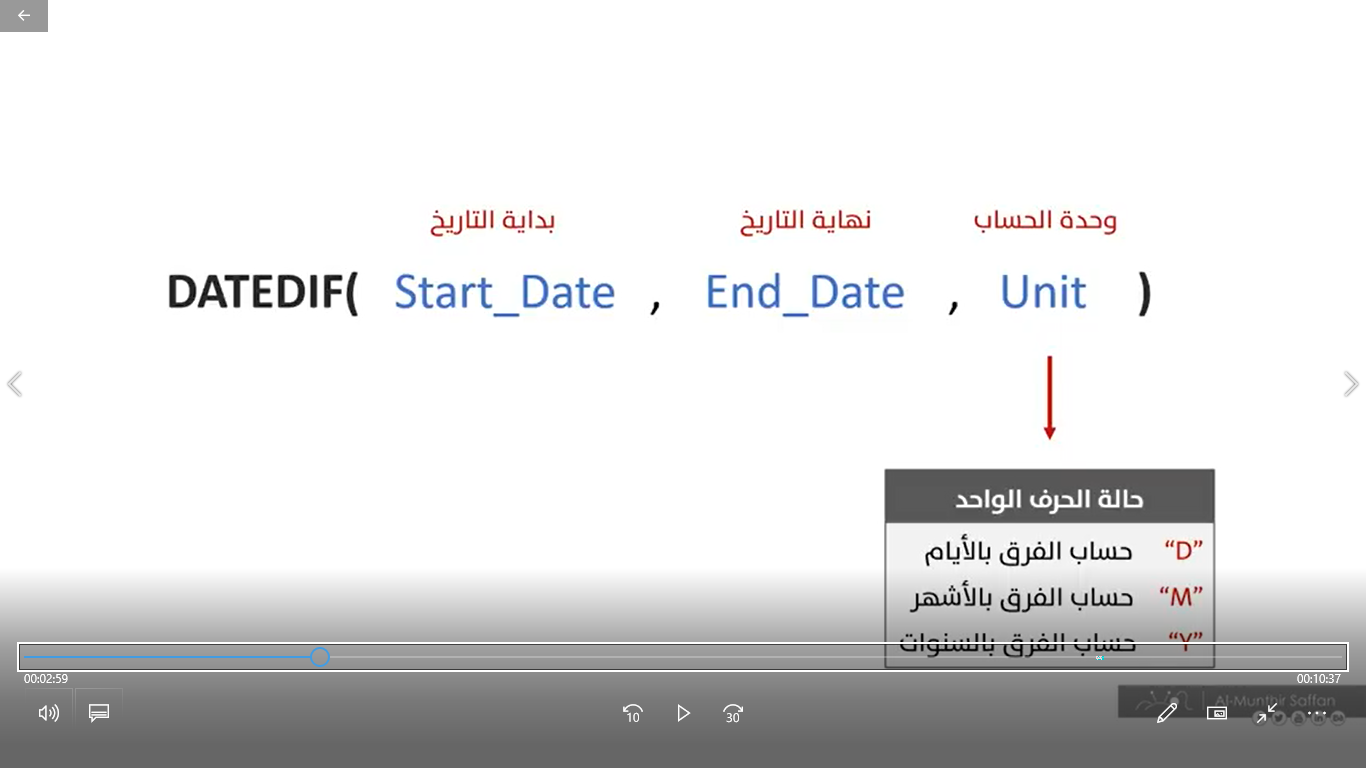 بداية التاريخ نهاية التاريخ وحدة الحساب
DATEDIF( Start_Date , End_Date , Unit )
حالة الحرف الواحد
“D” حساب الفرق بالأيام
“M” حساب الفرق بالأشهر
“Y” حساب الفرق بالسنوات
00:02:59 00:10:37
Al-Munthir Saffan
10 30